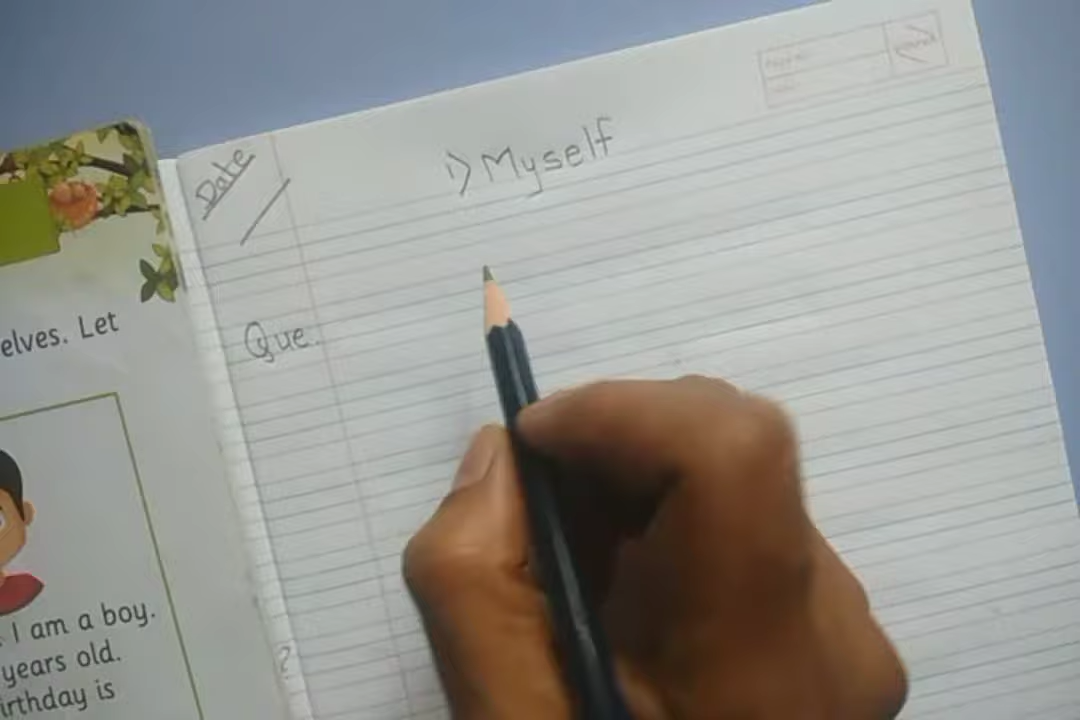 Date
1) Myself
Que.
elves. Let
. I am a boy.
years old.
irthday is